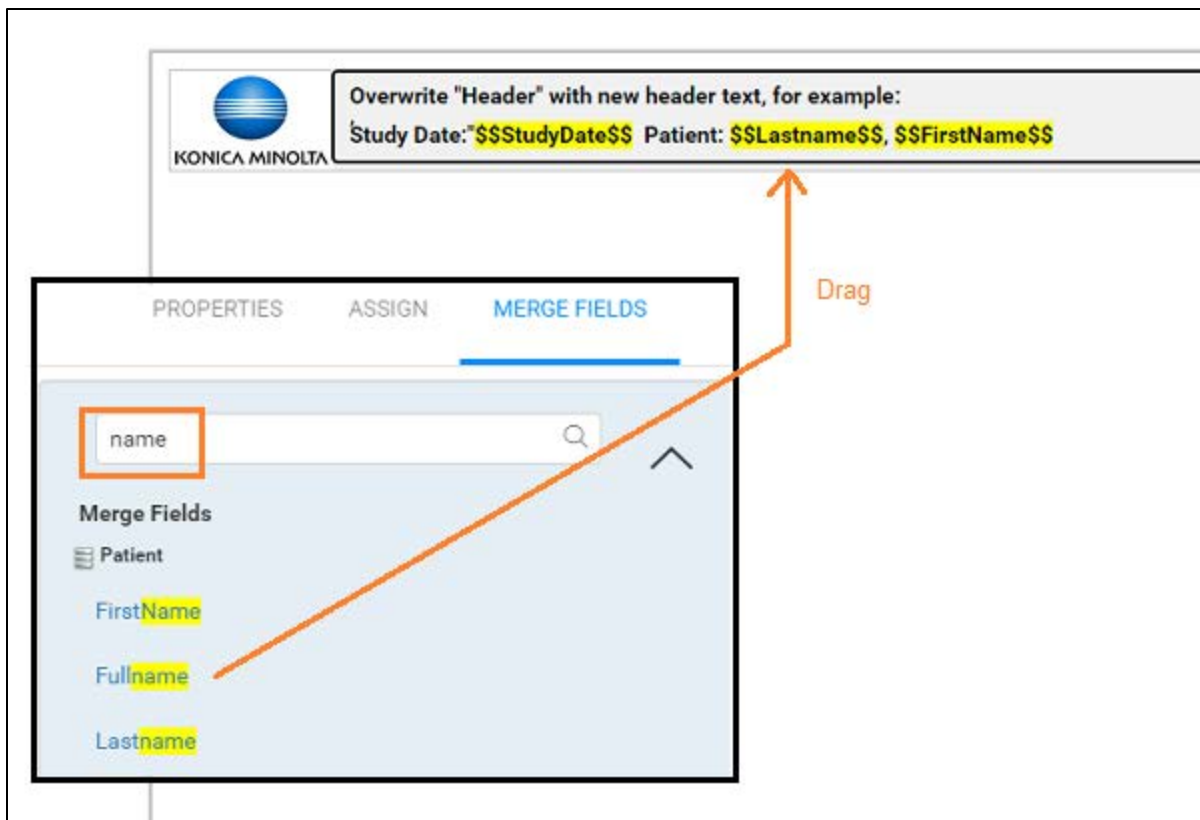 Overwrite "Header" with new header text, for example:
Study Date:"$$StudyDate$$ Patient: $$Lastname$$, $$FirstName$$
KONICA MINOLTA
Drag
PROPERTIES ASSIGN MERGE FIELDS
name
Merge Fields
Patient
FirstName
Fullname
Lastname